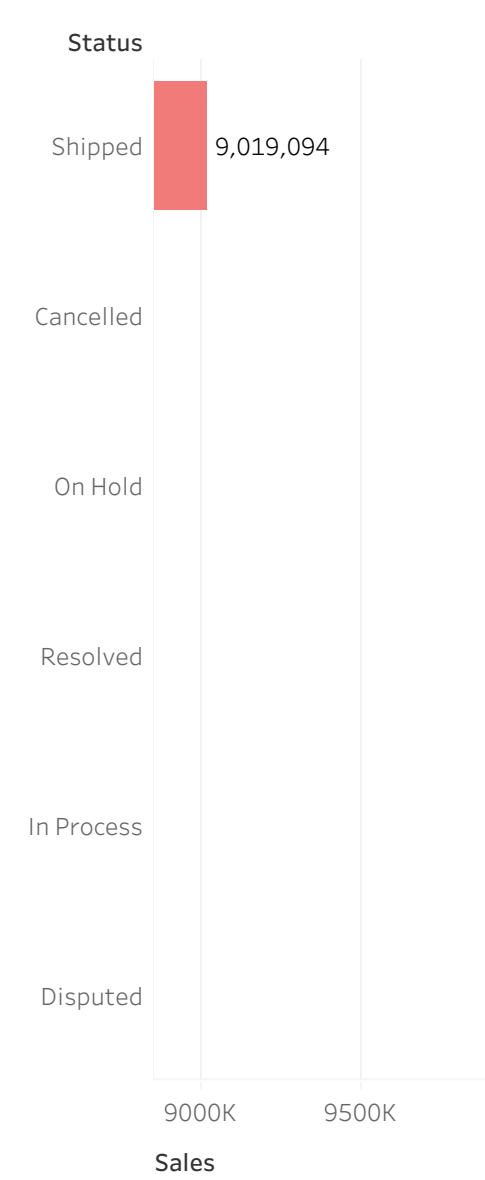 Status
Shipped 9,019,094
Cancelled
On Hold
Resolved
In Process
Disputed
9000K 9500K
Sales